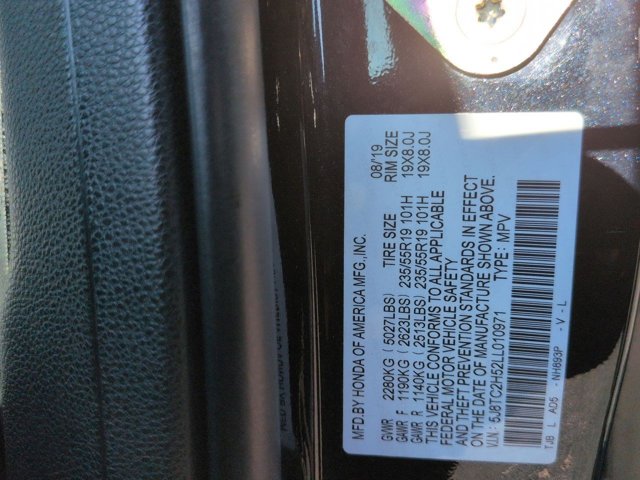 MFD.BY HONDA OF AMERICA MFG.,INC. 08/'19
GVWR 2280KG (5027LBS) TIRE SIZE RIM SIZE
GAWR F 1190KG (2623LBS) 235/55R19 101H 19X8.0J
GAWR R 1140KG (2513LBS) 235/55R19 101H 19X8.0J
THIS VEHICLE CONFORMS TO ALL APPLICABLE
FEDERAL MOTOR VEHICLE SAFETY
AND THEFT PREVENTION STANDARDS IN EFFECT
ON THE DATE OF MANUFACTURE SHOWN ABOVE.
V.I.N : 5J8TC2H52LL010971 TYPE: MPV
TJB L AD5 - NH893P - V - L